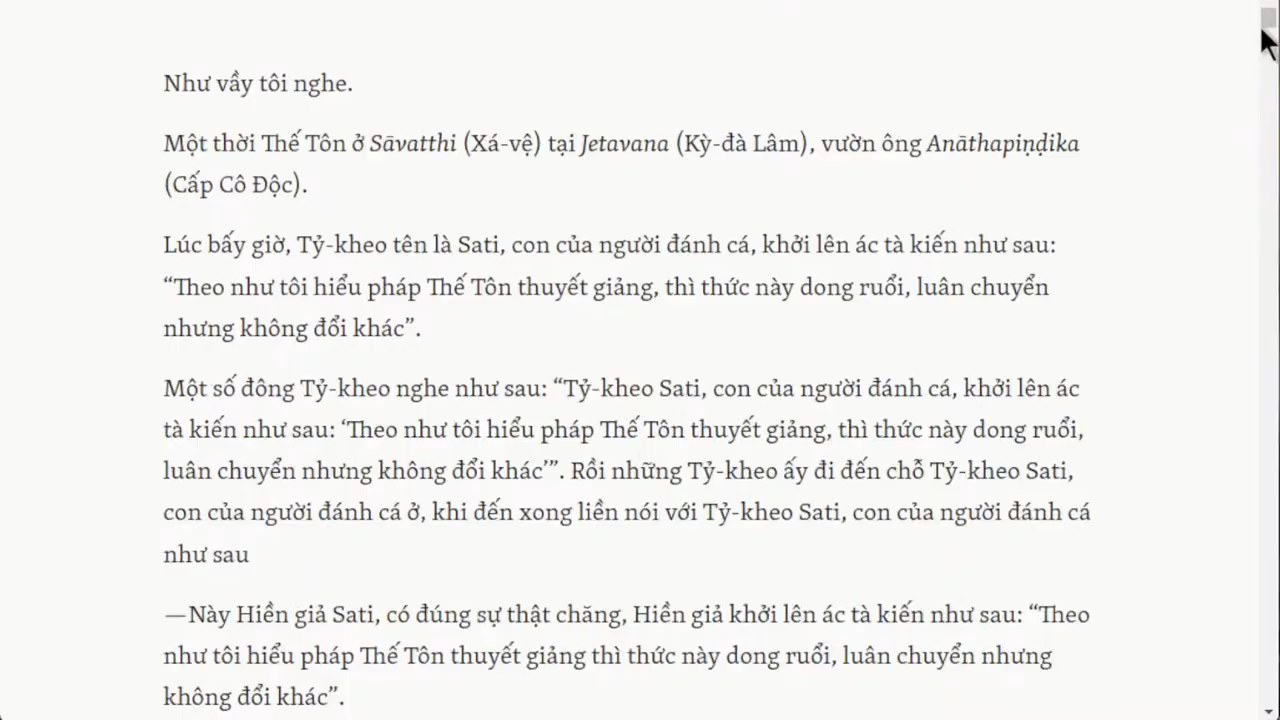 Như vầy tôi nghe.
Một thời Thế Tôn ở Sāvatthi (Xá-vệ) tại Jetavana (Kỳ-đà Lâm), vườn ông Anāthapiṇḍika
(Cấp Cô Độc).
Lúc bấy giờ, Tỷ-kheo tên là Sati, con của người đánh cá, khởi lên ác tà kiến như sau:
“Theo như tôi hiểu pháp Thế Tôn thuyết giảng, thì thức này dong ruổi, luân chuyển
nhưng không đổi khác”.
Một số đông Tỷ-kheo nghe như sau: “Tỷ-kheo Sati, con của người đánh cá, khởi lên ác
tà kiến như sau: ‘Theo như tôi hiểu pháp Thế Tôn thuyết giảng, thì thức này dong ruổi,
luân chuyển nhưng không đổi khác’”. Rồi những Tỷ-kheo ấy đi đến chỗ Tỷ-kheo Sati,
con của người đánh cá ở, khi đến xong liền nói với Tỷ-kheo Sati, con của người đánh cá
như sau
—Này Hiền giả Sati, có đúng sự thật chăng, Hiền giả khởi lên ác tà kiến như sau: “Theo
như tôi hiểu pháp Thế Tôn thuyết giảng thì thức này dong ruổi, luân chuyển nhưng
không đổi khác”.